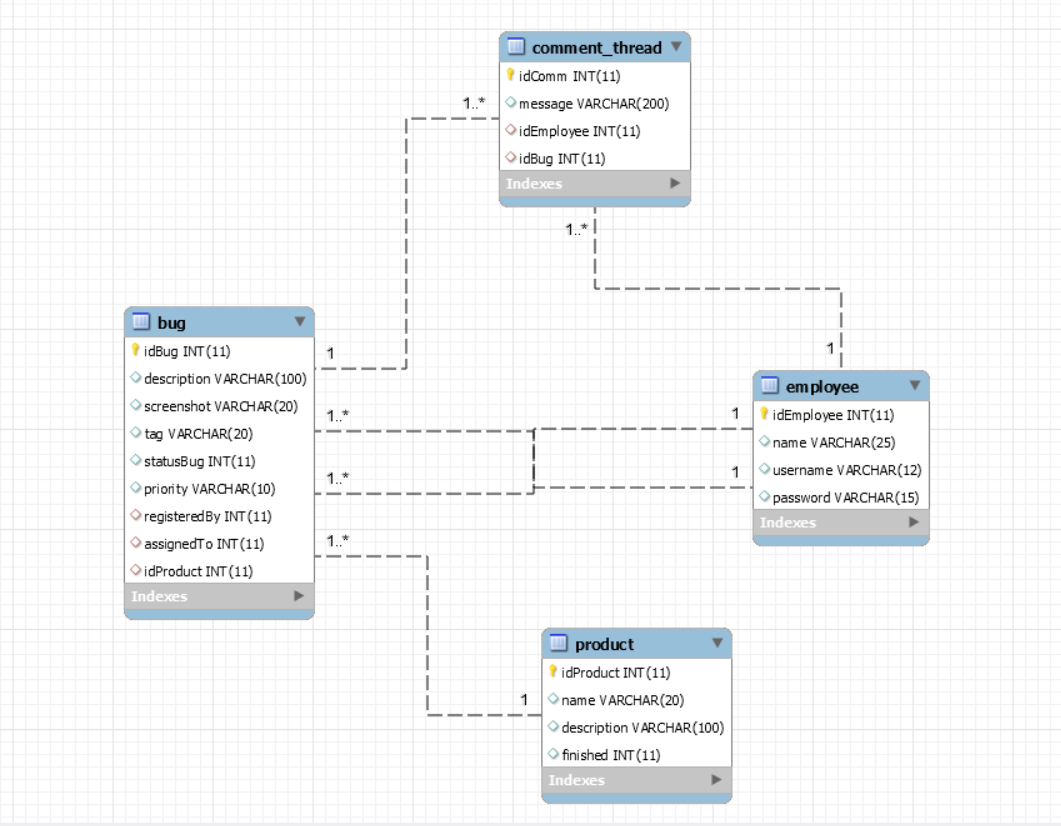 comment_thread
idComm INT(11)
message VARCHAR(200)
idEmployee INT(11)
idBug INT(11)
Indexes
1..*
1..*
bug
idBug INT(11)
description VARCHAR(100)
screenshot VARCHAR(20)
tag VARCHAR(20)
statusBug INT(11)
priority VARCHAR(10)
registeredBy INT(11)
assignedTo INT(11)
idProduct INT(11)
Indexes
1
1..*
1..*
1..*
1
1
1
employee
idEmployee INT(11)
name VARCHAR(25)
username VARCHAR(12)
password VARCHAR(15)
Indexes
1
product
idProduct INT(11)
name VARCHAR(20)
description VARCHAR(100)
finished INT(11)
Indexes